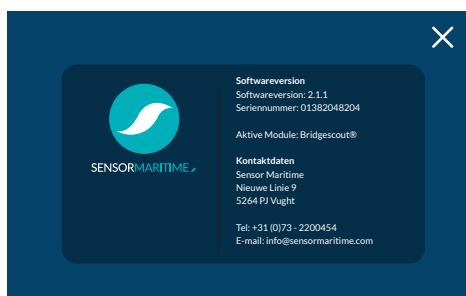 SENSORMARITIME
Softwareversion
Softwareversion: 2.1.1
Seriennummer: 01382048204
Aktive Module: Bridgescout®
Kontaktdaten
Sensor Maritime
Nieuwe Linie 9
5264 PJ Vught
Tel: +31 (0)73 - 2200454
E-mail: info@sensormaritime.com